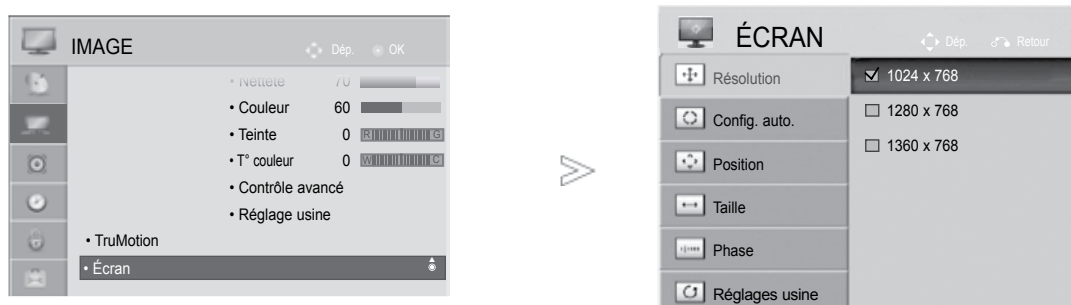 IMAGE
Dép. OK
• Netteté 70
• Couleur 60
• Teinte 0 R G
• T° couleur 0 W C
• Contrôle avancé
• Réglage usine
• TruMotion
• Écran
ÉCRAN
Dép. Retour
Résolution
Config. auto.
Position
Taille
Phase
Réglages usine
1024 x 768
1280 x 768
1360 x 768